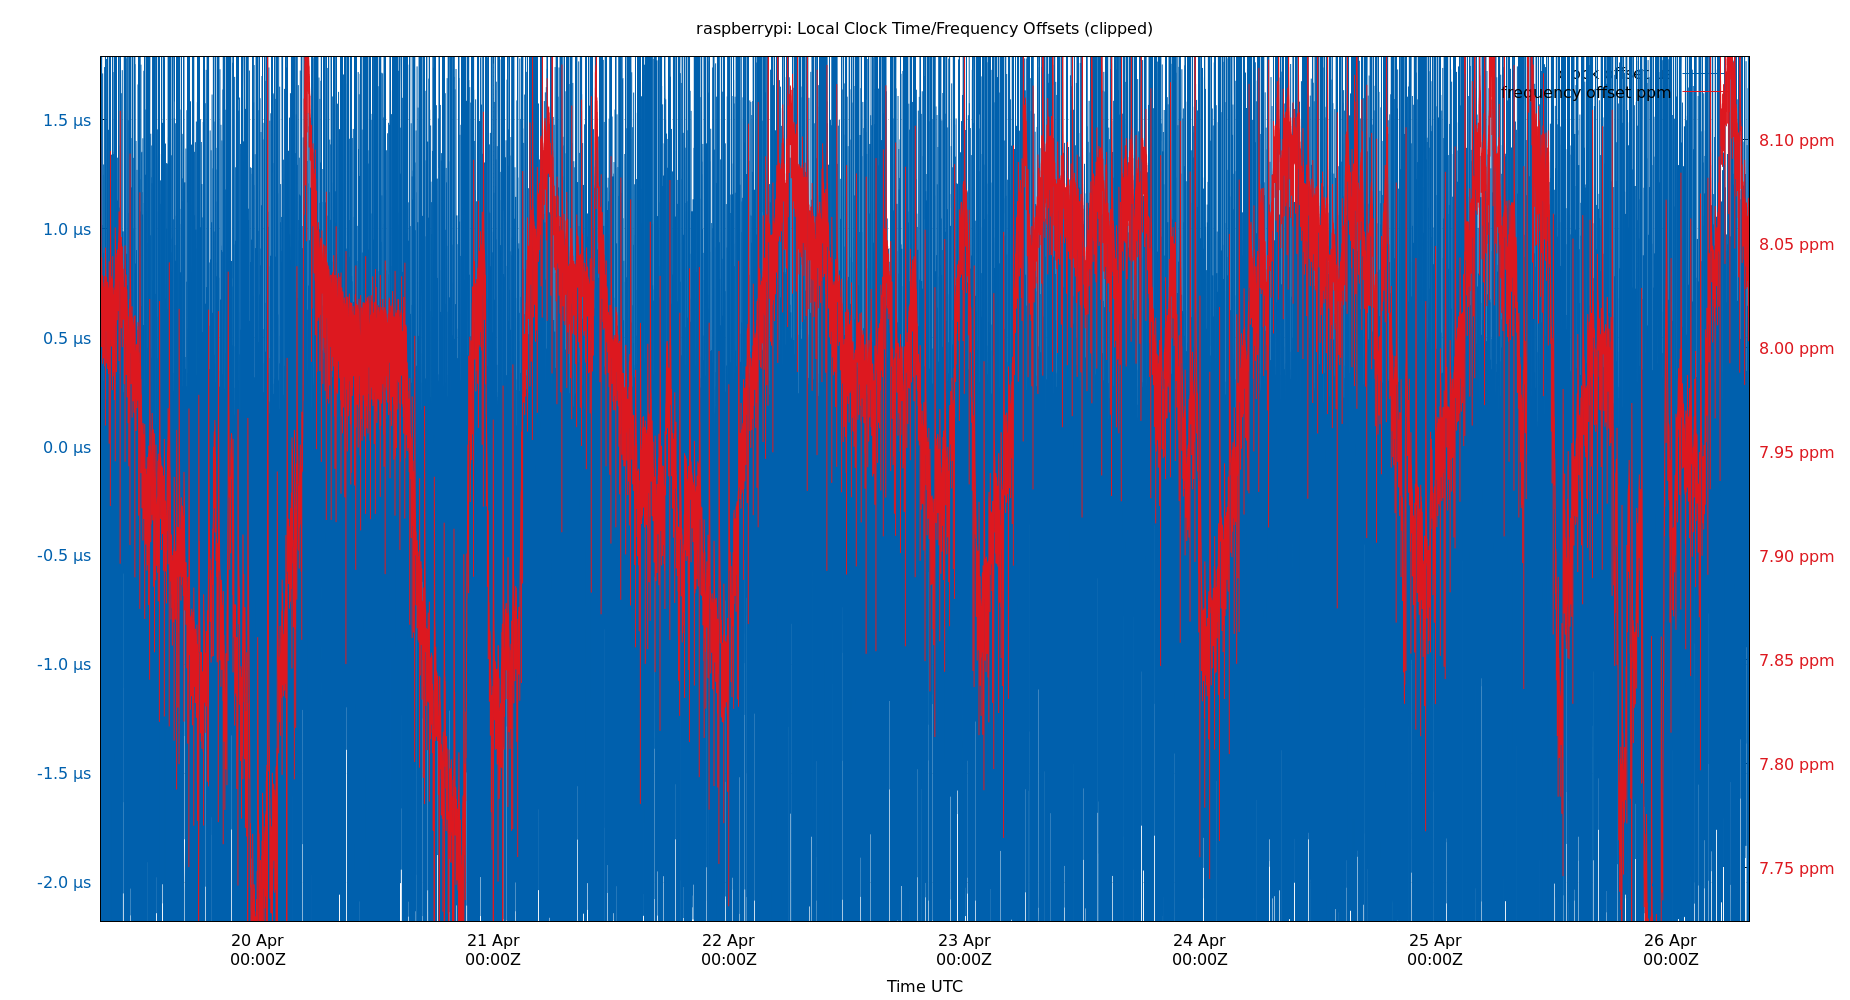 raspberrypi: Local Clock Time/Frequency Offsets (clipped)
clock offset
frequency offset ppm
1.5 µs
1.0 µs
0.5 µs
0.0 µs
-0.5 µs
-1.0 µs
-1.5 µs
-2.0 µs
8.10 ppm
8.05 ppm
8.00 ppm
7.95 ppm
7.90 ppm
7.85 ppm
7.80 ppm
7.75 ppm
20 Apr
00:00Z
21 Apr
00:00Z
22 Apr
00:00Z
23 Apr
00:00Z
24 Apr
00:00Z
25 Apr
00:00Z
26 Apr
00:00Z
Time UTC